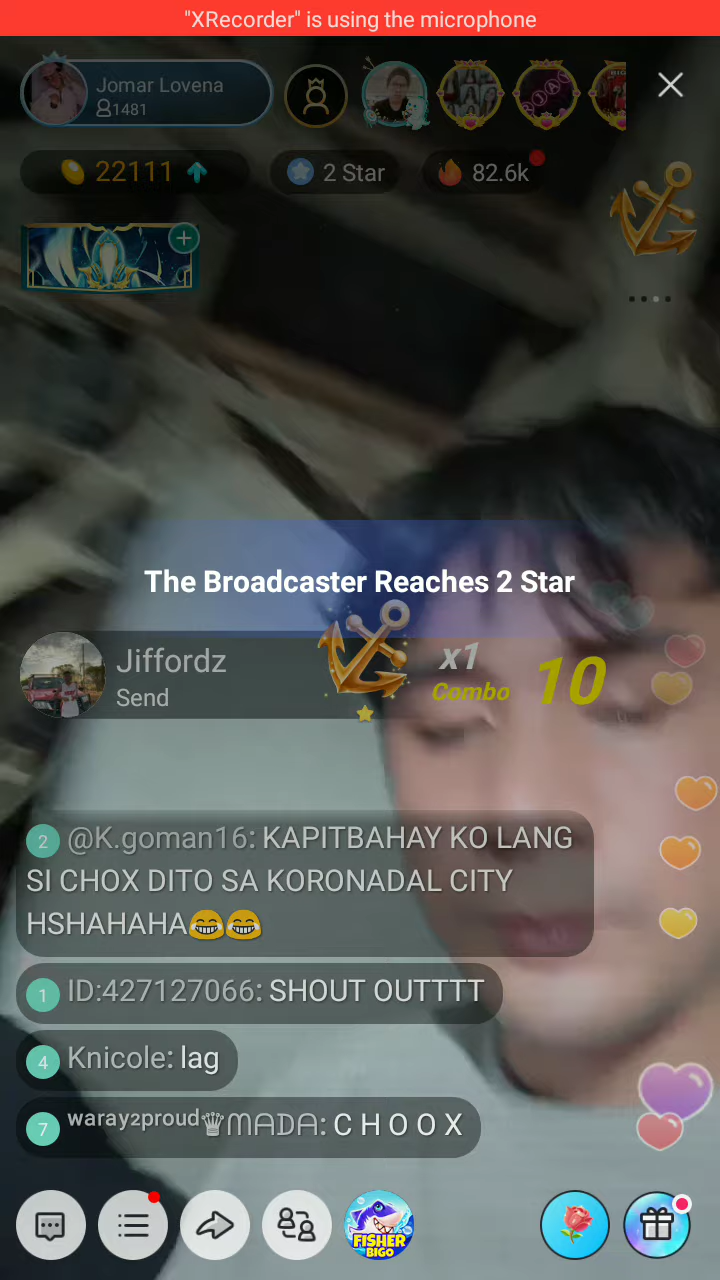 "XRecorder" is using the microphone
Jomar Lovena
1481
22111
2 Star
82.6k
The Broadcaster Reaches 2 Star
Jiffordz
Send
x1
Combo
10
2 @K.goman16: KAPITBAHAY KO LANG
SI CHOX DITO SA KORONADAL CITY
HSHAHAHA😂😂
1 ID:427127066: SHOUT OUTTTT
4 Knicole: lag
7 ʷᵃʳᵃʸ²ᵖʳᵒᵘᵈ♛ᗰᗩᗪᗩ: C H O O X
FISHER
BIGO